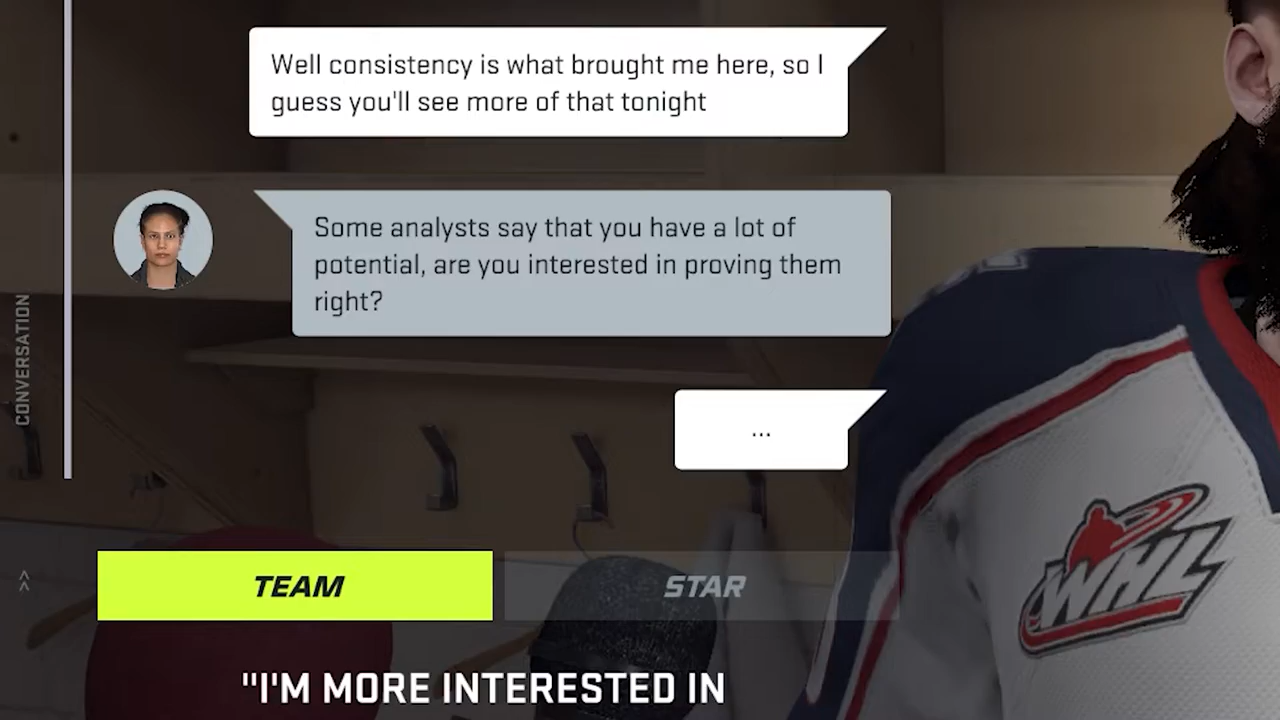 Well consistency is what brought me here, so I
guess you'll see more of that tonight
Some analysts say that you have a lot of
potential, are you interested in proving them
right?
...
CONVERSATION
TEAM
STAR
"I'M MORE INTERESTED IN
WHL